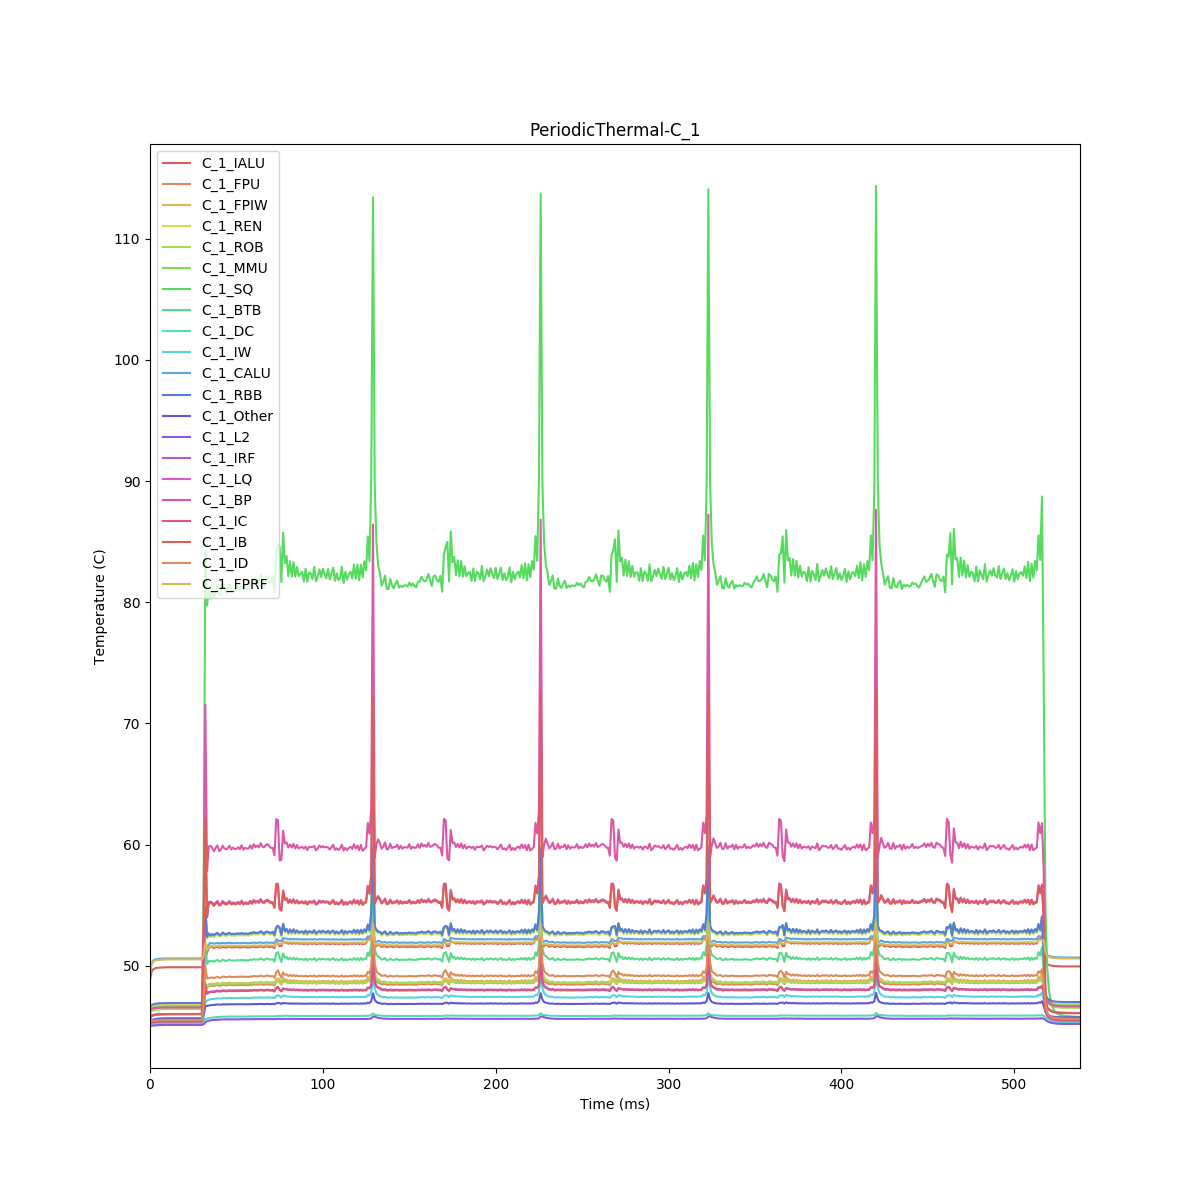 PeriodicThermal-C_1
C_1_IALU
C_1_FPU
C_1_FPIW
C_1_REN
C_1_ROB
C_1_MMU
C_1_SQ
C_1_BTB
C_1_DC
C_1_IW
C_1_CALU
C_1_RBB
C_1_Other
C_1_L2
C_1_IRF
C_1_LQ
C_1_BP
C_1_IC
C_1_IB
C_1_ID
C_1_FPRF
110
100
90
80
70
60
50
Temperature (C)
0 100 200 300 400 500
Time (ms)